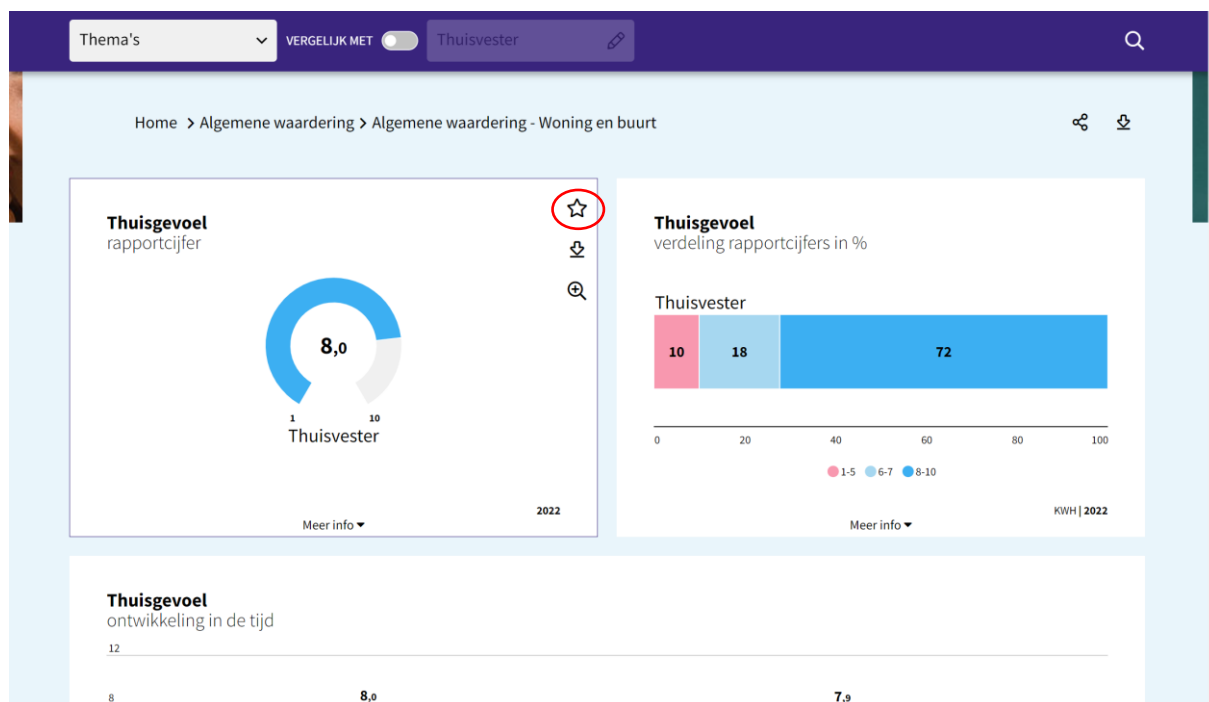 Thema's
VERGELIJK MET
Thuisvester
Home > Algemene waardering > Algemene waardering - Woning en buurt
Thuisgevoel
rapportcijfer
8,0
1 10
Thuisvester
2022
Meer info
Thuisgevoel
verdeling rapportcijfers in %
Thuisvester
10 18 72
0 20 40 60 80 100
1-5 6-7 8-10
KWH | 2022
Meer info
Thuisgevoel
ontwikkeling in de tijd
12
8
8,0 7,9